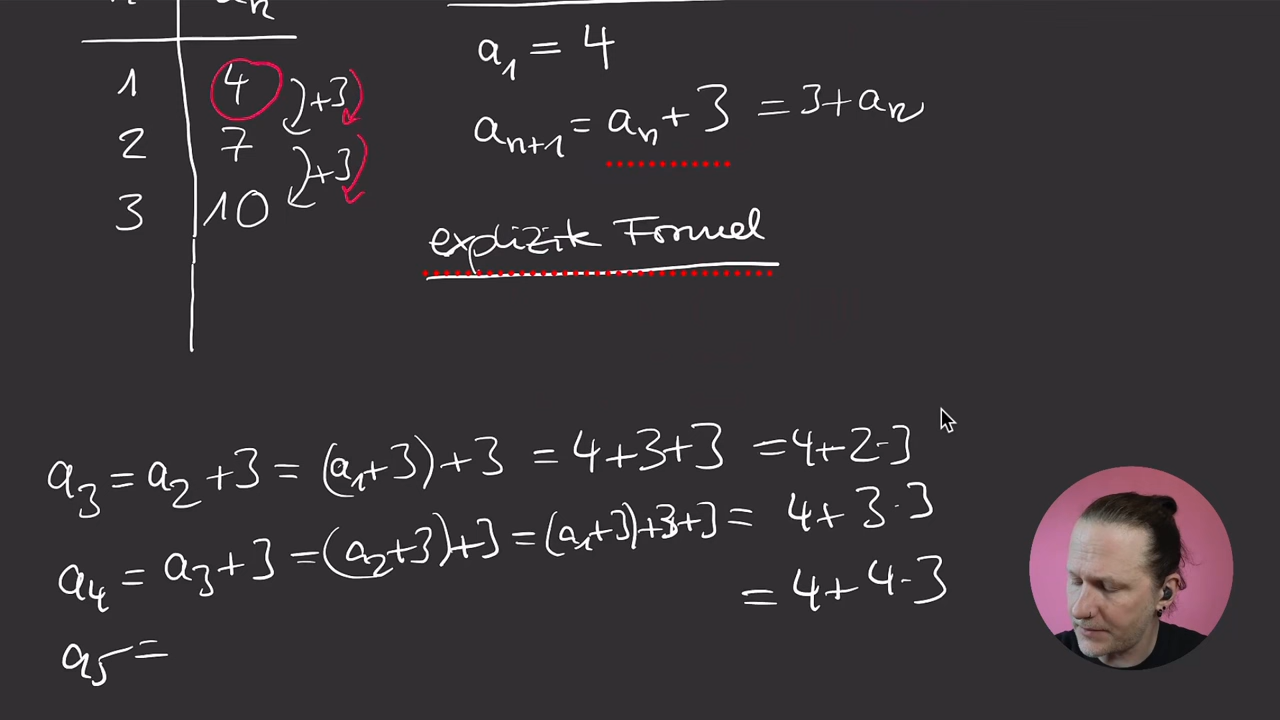 n aₙ
1 4 +3
2 7 +3
3 10
a₁ = 4
aₙ₊₁ = aₙ + 3 = 3 + aₙ
explizite Formel
a₃ = a₂ + 3 = (a₁+3)+3 = 4+3+3 = 4+2·3
a₄ = a₃ + 3 = (a₂+3)+3 = (a₁+3)+3+3 = 4+3·3
a₅ = = 4+4·3